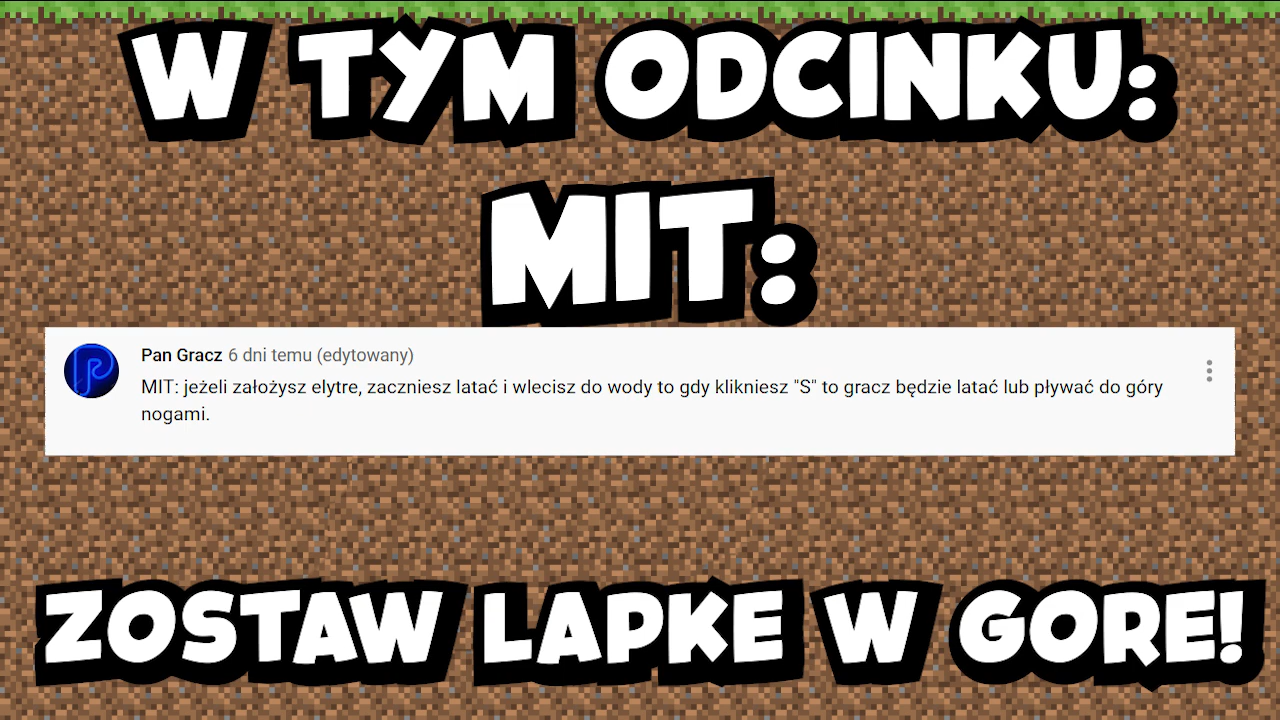 W TYM ODCINKU:
MIT:
Pan Gracz 6 dni temu (edytowany)
MIT: jeżeli założysz elytre, zaczniesz latać i wlecisz do wody to gdy klikniesz "S" to gracz będzie latać lub pływać do góry
nogami.
ZOSTAW LAPKE W GORE!